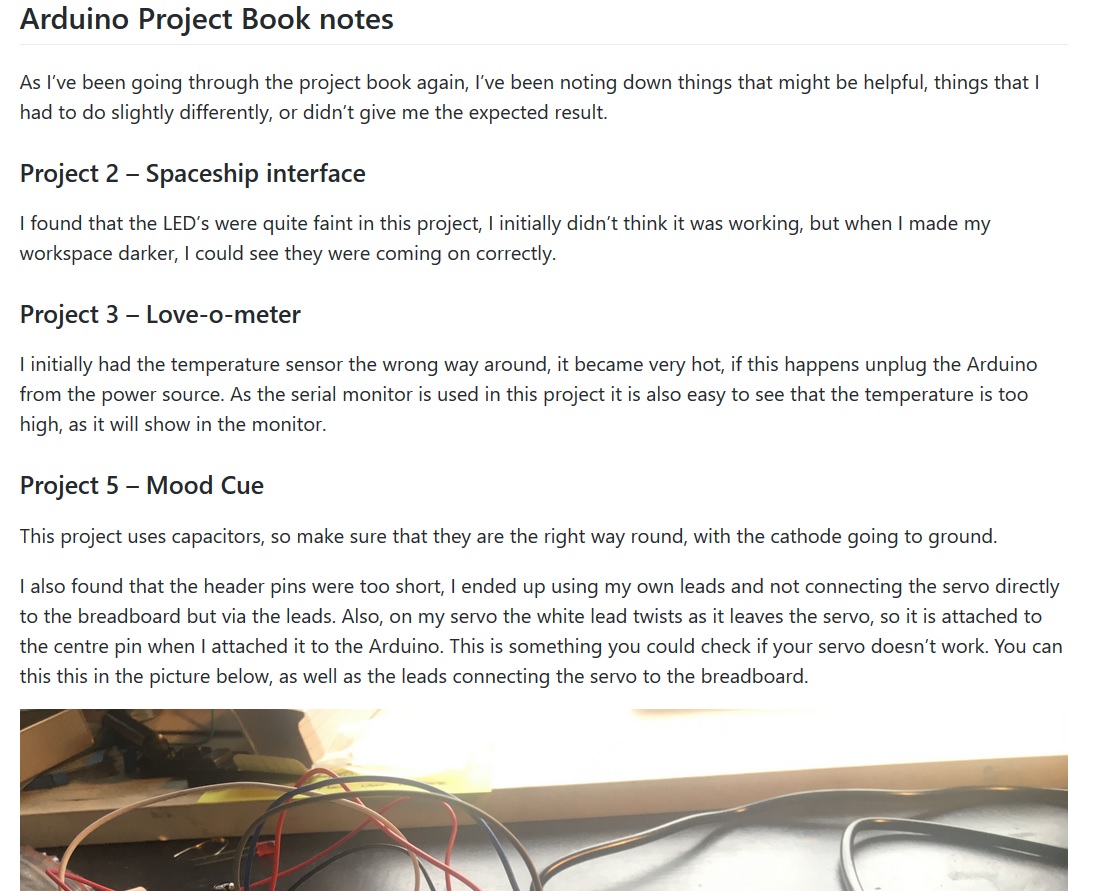 Arduino Project Book notes
As I’ve been going through the project book again, I’ve been noting down things that might be helpful, things that I
had to do slightly differently, or didn’t give me the expected result.
Project 2 – Spaceship interface
I found that the LED’s were quite faint in this project, I initially didn’t think it was working, but when I made my
workspace darker, I could see they were coming on correctly.
Project 3 – Love-o-meter
I initially had the temperature sensor the wrong way around, it became very hot, if this happens unplug the Arduino
from the power source. As the serial monitor is used in this project it is also easy to see that the temperature is too
high, as it will show in the monitor.
Project 5 – Mood Cue
This project uses capacitors, so make sure that they are the right way round, with the cathode going to ground.
I also found that the header pins were too short, I ended up using my own leads and not connecting the servo directly
to the breadboard but via the leads. Also, on my servo the white lead twists as it leaves the servo, so it is attached to
the centre pin when I attached it to the Arduino. This is something you could check if your servo doesn’t work. You can
this this in the picture below, as well as the leads connecting the servo to the breadboard.